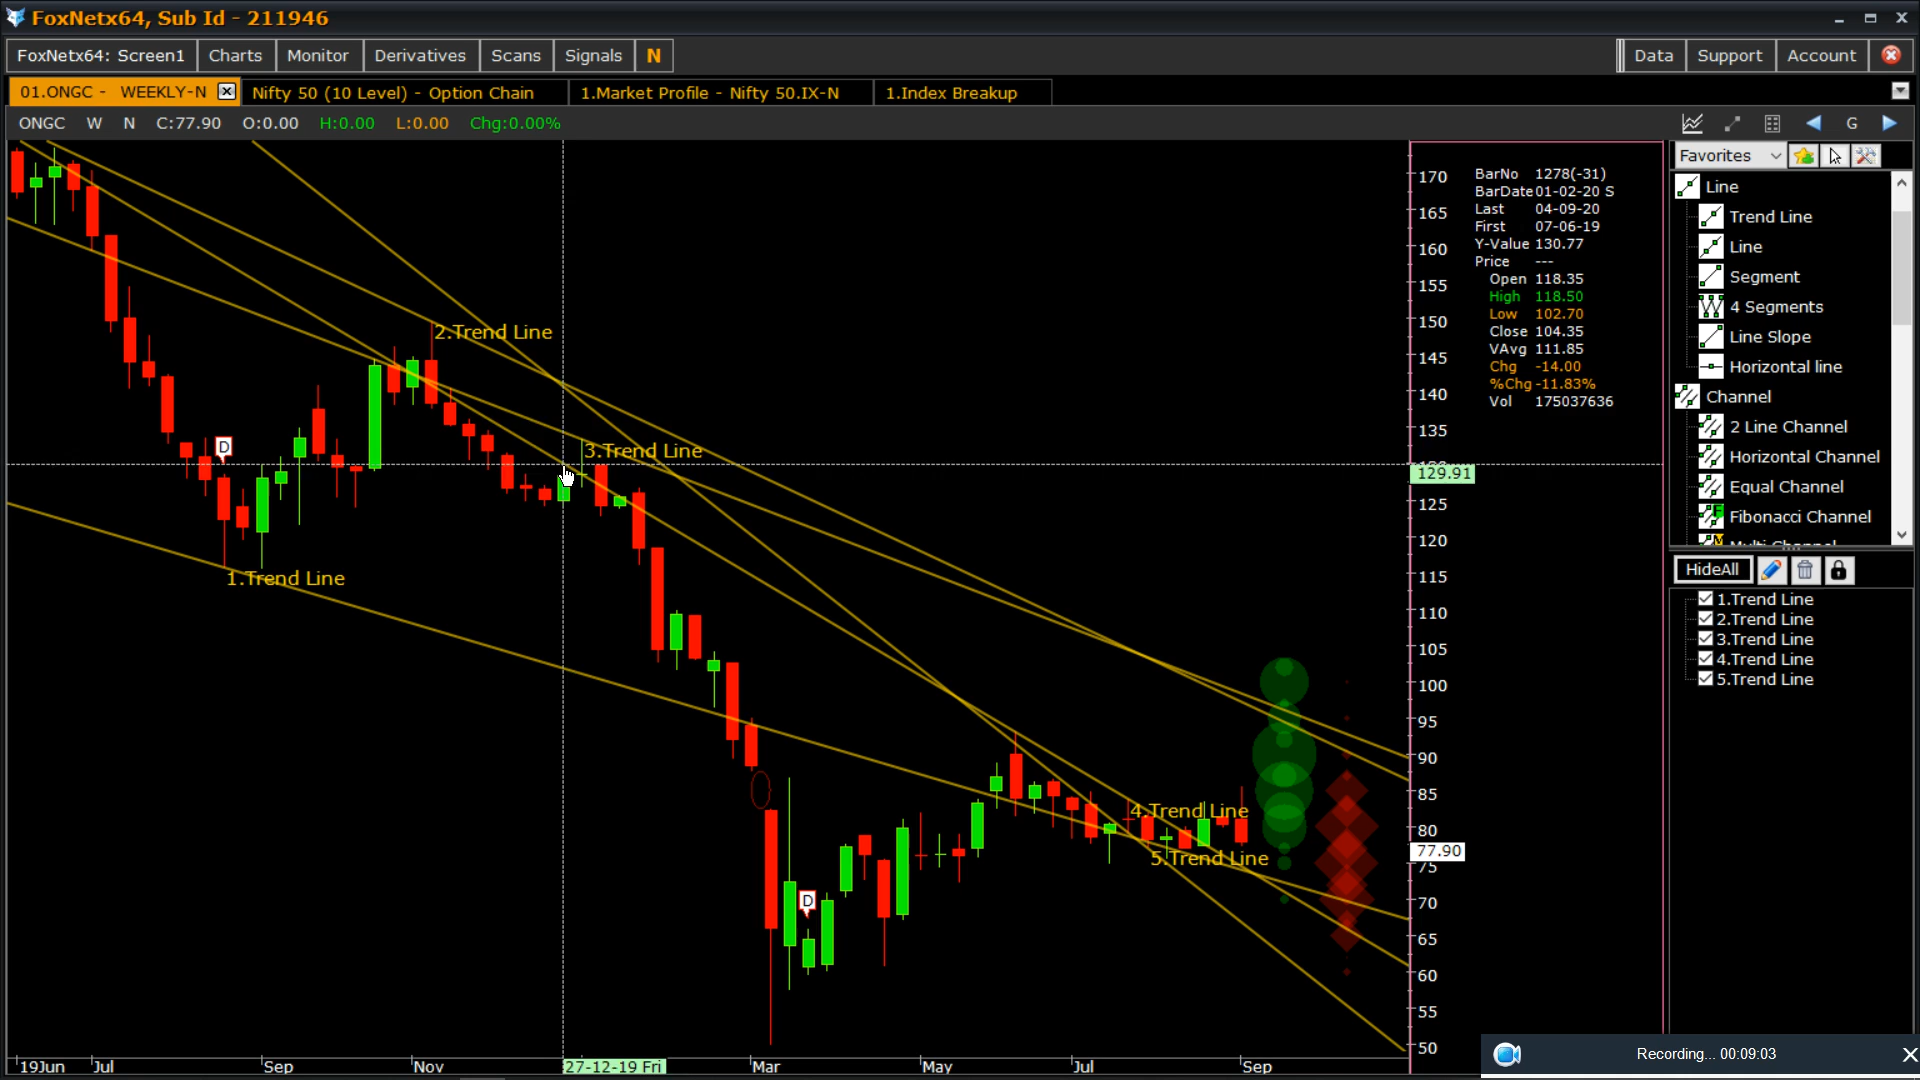 FoxNetx64, Sub Id - 211946
FoxNetx64: Screen1 Charts Monitor Derivatives Scans Signals N Data Support Account
01.ONGC - WEEKLY-N Nifty 50 (10 Level) - Option Chain 1.Market Profile - Nifty 50.IX-N 1.Index Breakup
ONGC W N C:77.90 O:0.00 H:0.00 L:0.00 Chg:0.00% G
Favorites
Line
Trend Line
Line
Segment
4 Segments
Line Slope
Horizontal line
Channel
2 Line Channel
Horizontal Channel
Equal Channel
Fibonacci Channel
Multi Channel
HideAll
1.Trend Line
2.Trend Line
3.Trend Line
4.Trend Line
5.Trend Line
BarNo 1278(-31)
BarDate 01-02-20 S
Last 04-09-20
First 07-06-19
Y-Value 130.77
Price ---
Open 118.35
High 118.50
Low 102.70
Close 104.35
VAvg 111.85
Chg -14.00
%Chg -11.83%
Vol 175037636
170
165
160
155
150
145
140
135
129.91
125
120
115
110
105
100
95
90
85
80
77.90
75
70
65
60
55
50
2.Trend Line
D
3.Trend Line
1.Trend Line
4.Trend Line
5.Trend Line
D
19Jun Jul Sep Nov 27-12-19 Fri Mar May Jul Sep
Recording... 00:09:03